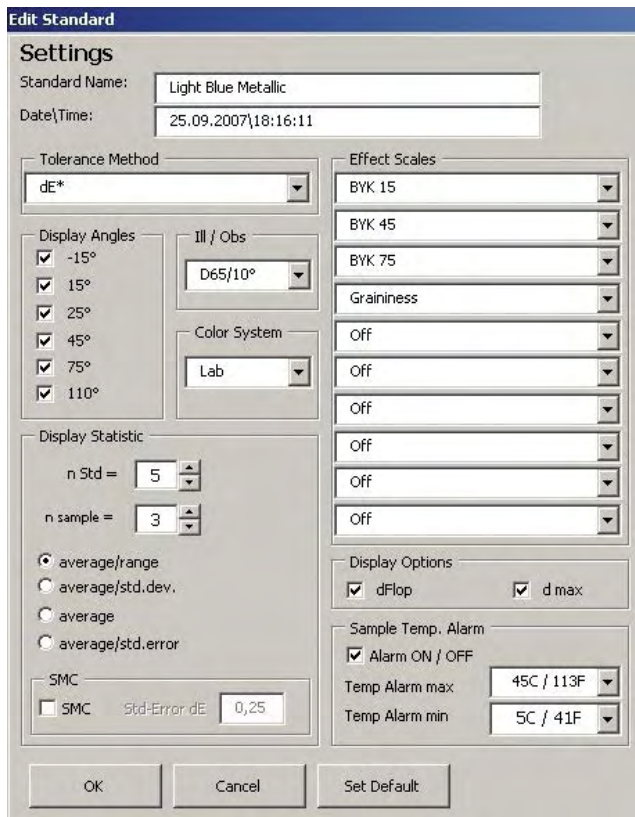 Edit Standard
Settings
Standard Name:
Light Blue Metallic
Date\Time:
25.09.2007\18:16:11
Tolerance Method
dE*
Display Angles
-15°
15°
25°
45°
75°
110°
Ill / Obs
D65/10°
Color System
Lab
Display Statistic
n Std =
5
n sample =
3
average/range
average/std.dev.
average
average/std.error
SMC
SMC
Std-Error dE
0,25
Effect Scales
BYK 15
BYK 45
BYK 75
Graininess
Off
Off
Off
Off
Off
Off
Display Options
dFlop
d max
Sample Temp. Alarm
Alarm ON / OFF
Temp Alarm max
45C / 113F
Temp Alarm min
5C / 41F
OK
Cancel
Set Default